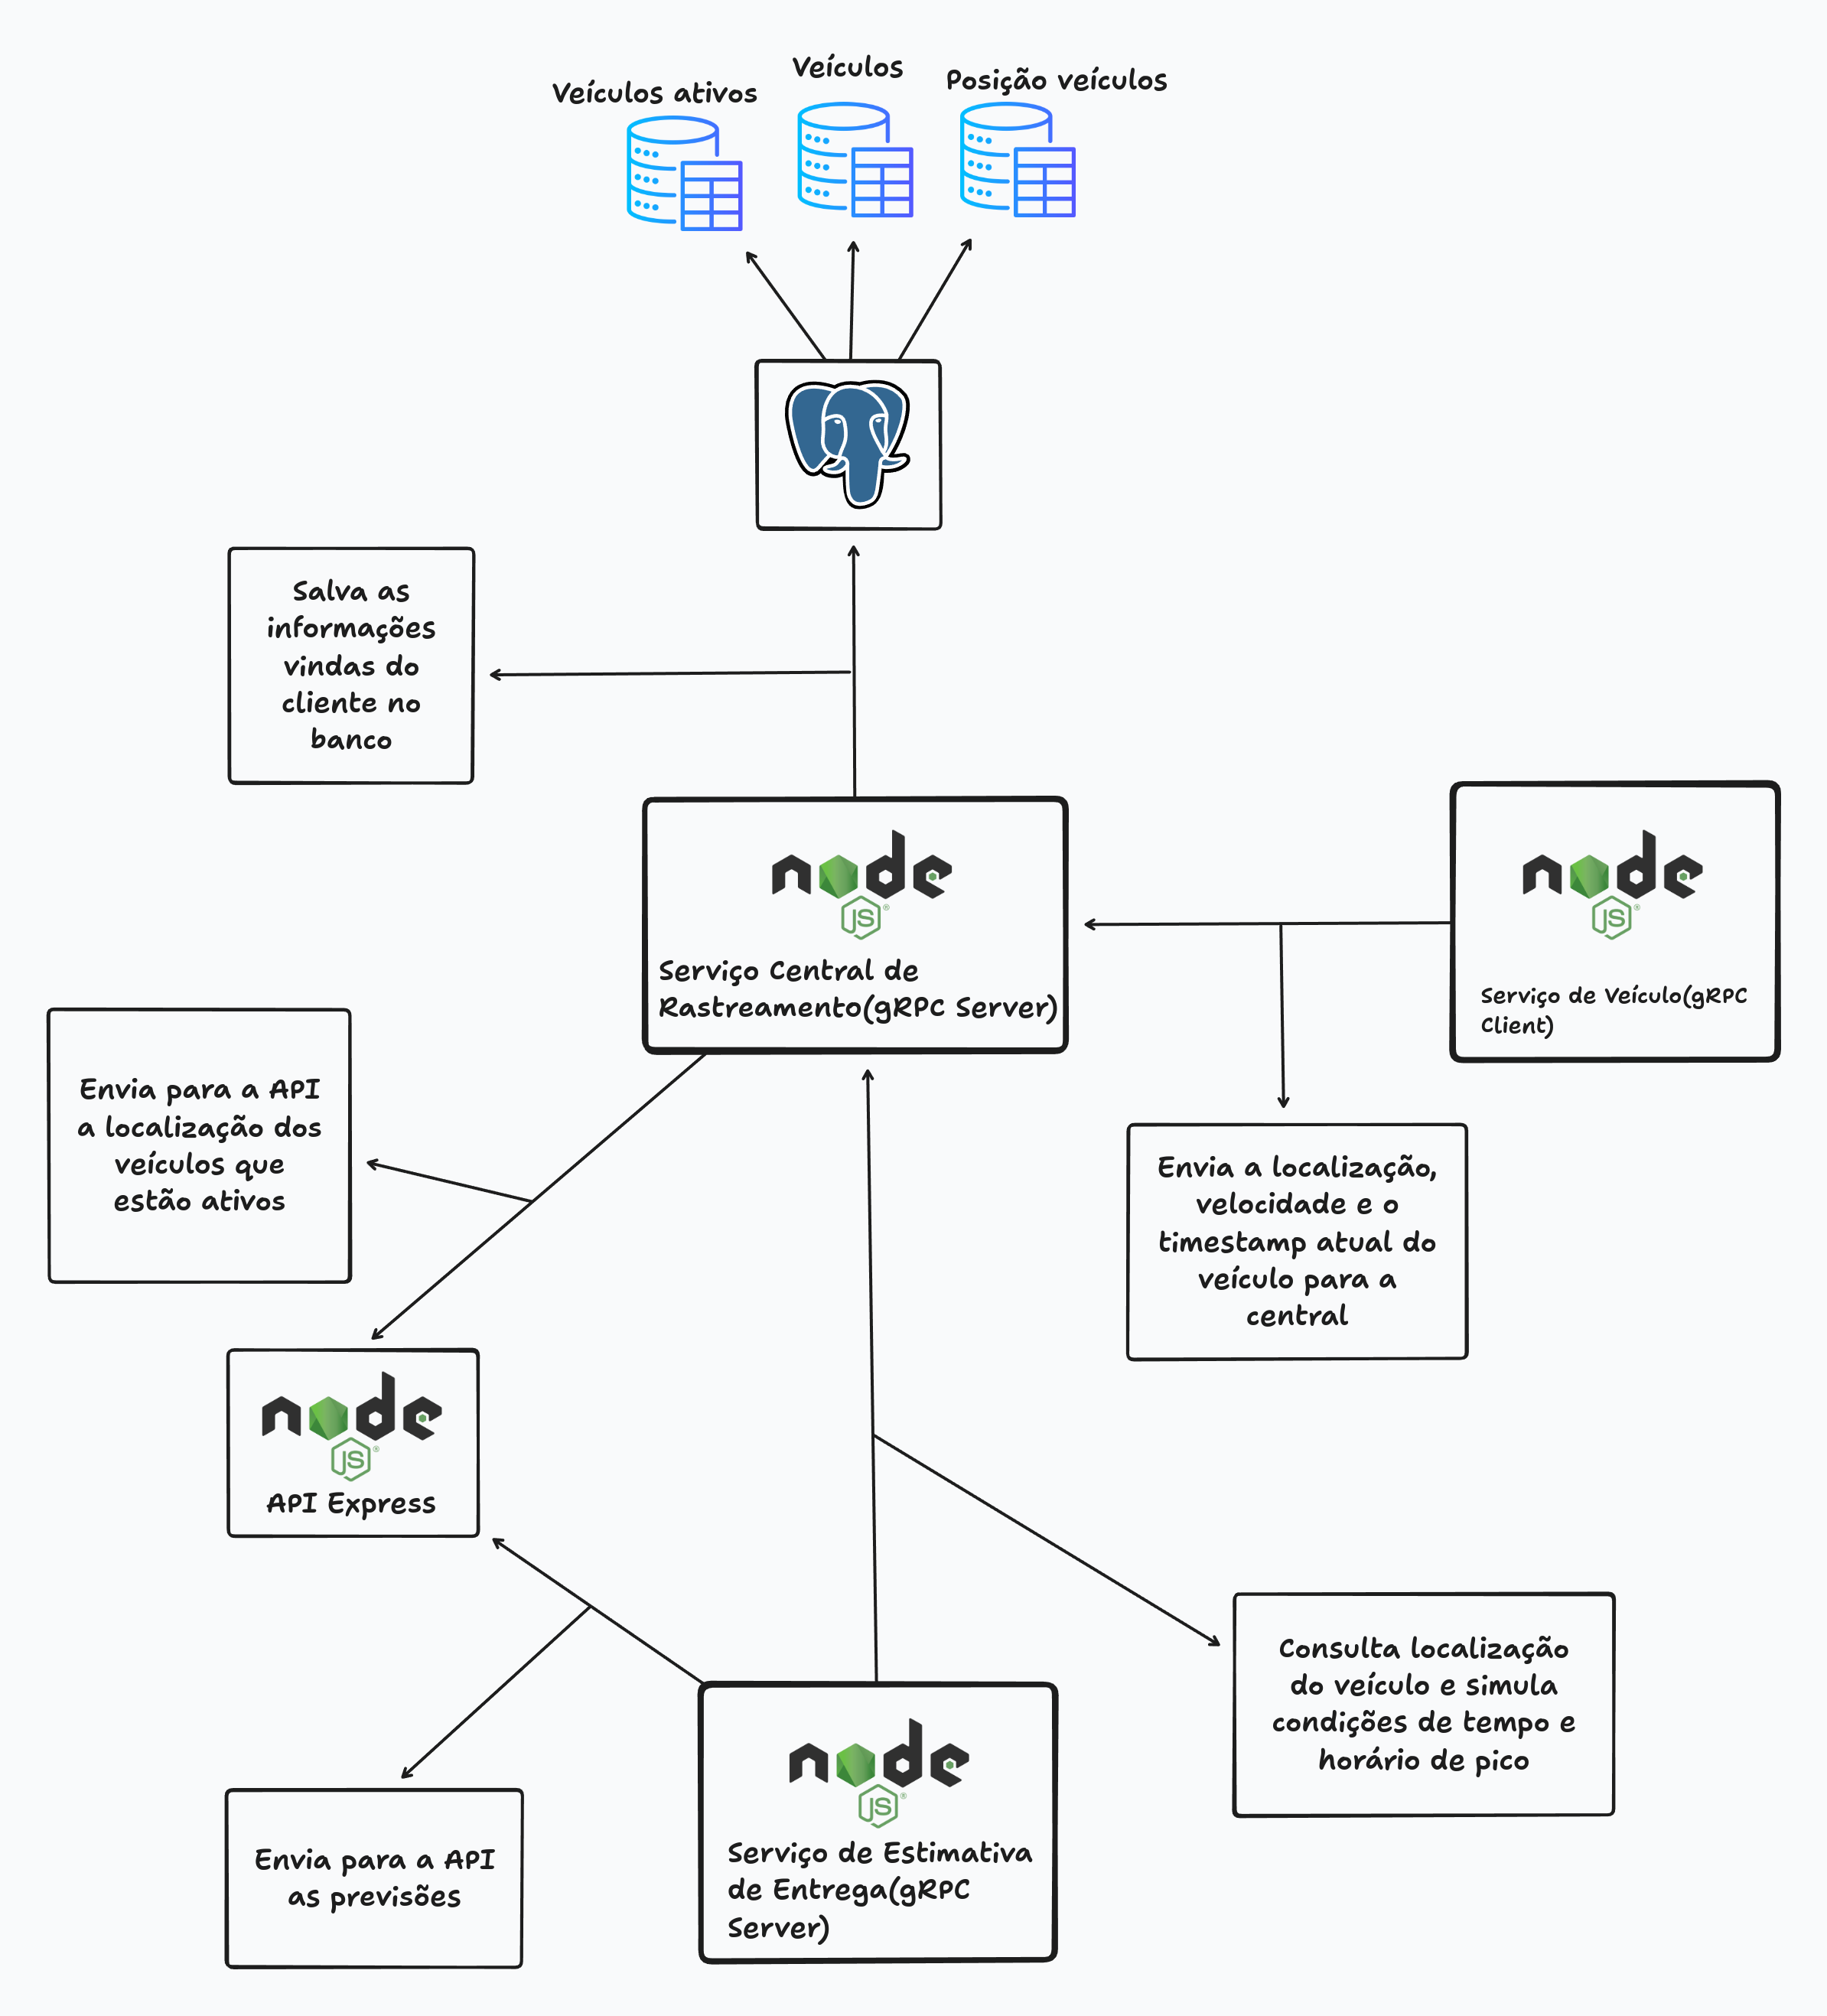 Veículos ativos
Veículos
Posição veículos
Salva as
informações
vindas do
cliente no
banco
node
JS
®
Serviço Central de
Rastreamento(gRPC Server)
node
JS
®
Serviço de Veículo(gRPC
Client)
Envia para a API
a localização dos
veículos que
estão ativos
Envia a localização,
velocidade e o
timestamp atual do
veículo para a
central
node
JS
®
API Express
Consulta localização
do veículo e simula
condições de tempo e
horário de pico
node
JS
®
Serviço de Estimativa
de Entrega(gRPC
Server)
Envia para a API
as previsões